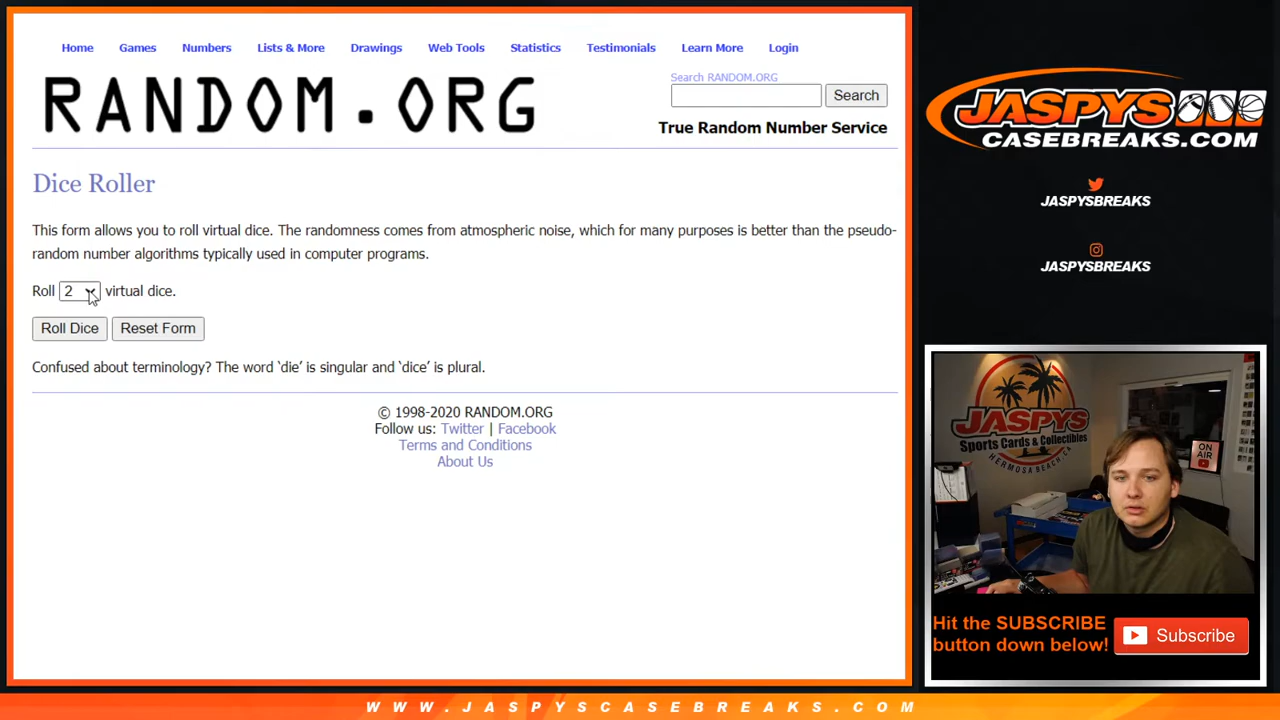 Home Games Numbers Lists & More Drawings Web Tools Statistics Testimonials Learn More Login
RANDOM.ORG
Search RANDOM.ORG
Search
True Random Number Service
Dice Roller
This form allows you to roll virtual dice. The randomness comes from atmospheric noise, which for many purposes is better than the pseudo-
random number algorithms typically used in computer programs.
Roll 2 virtual dice.
Roll Dice Reset Form
Confused about terminology? The word ‘die’ is singular and ‘dice’ is plural.
© 1998-2020 RANDOM.ORG
Follow us: Twitter | Facebook
Terms and Conditions
About Us
JASPYS
CASEBREAKS.COM
JASPYSBREAKS
JASPYSBREAKS
JASPYS
Sports Cards & Collectibles
HERMOSA BEACH, CA
ON
AIR
Hit the SUBSCRIBE
button down below!
Subscribe
WWW.JASPYSCASEBREAKS.COM